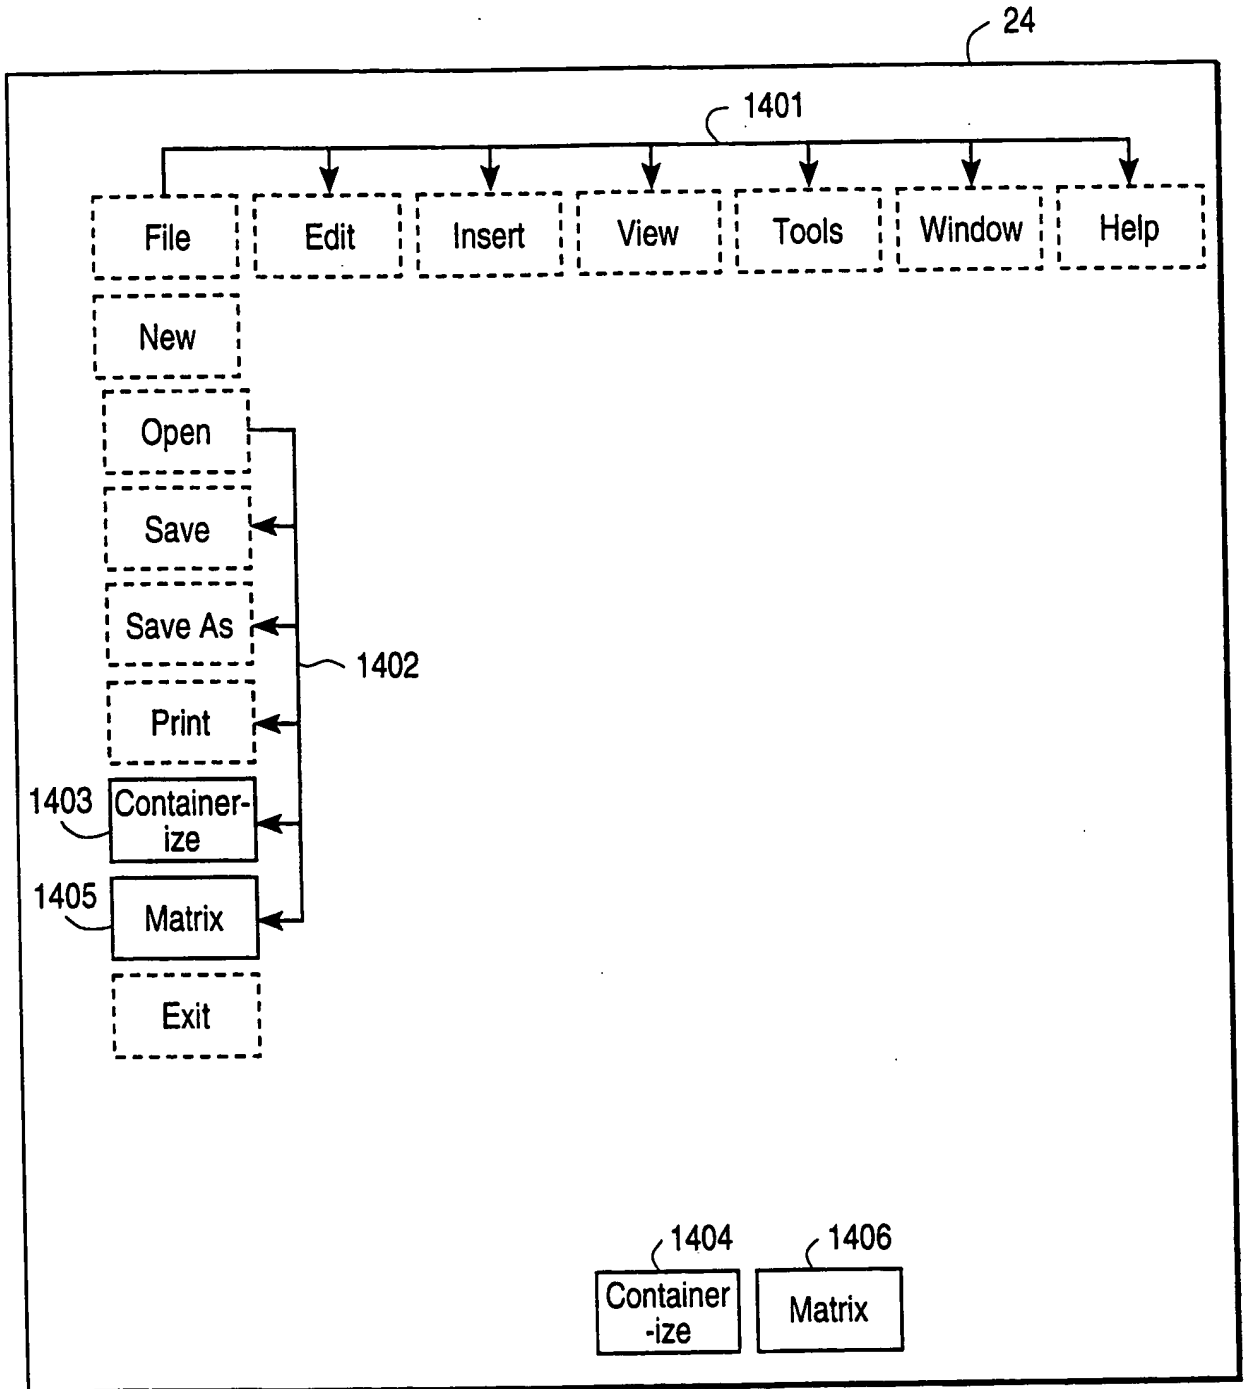 24
1401
File Edit Insert View Tools Window Help
New
Open
Save
Save As
1402
Print
1403
Container-
ize
1405
Matrix
Exit
1404
1406
Container
-ize
Matrix